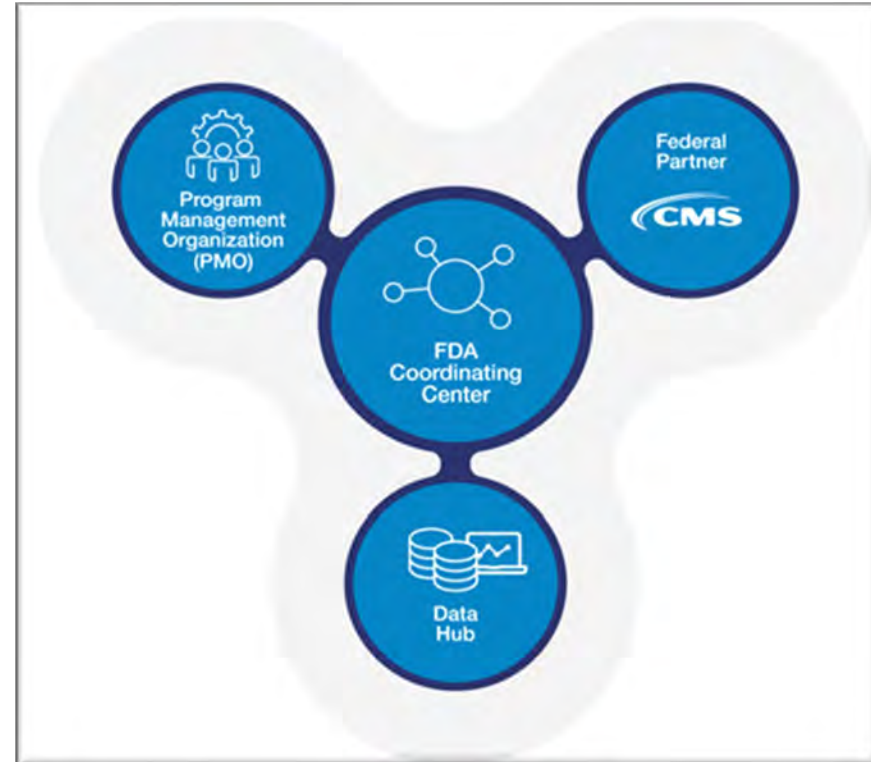 Program
Management
Organization
(PMO)
Federal
Partner
CMS
FDA
Coordinating
Center
Data
Hub